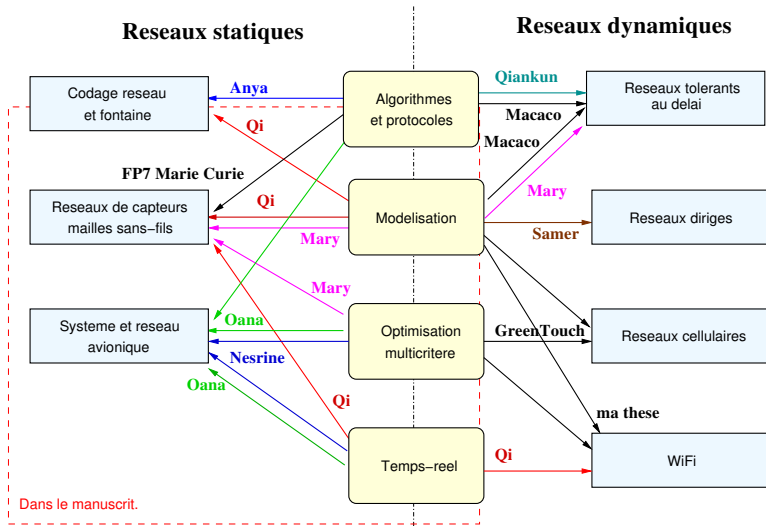 Reseaux statiques
Reseaux dynamiques
Codage reseau
et fontaine
Anya
Algorithmes
et protocoles
Qiankun
Reseaux tolerants
au delai
Macaco
Macaco
Qi
FP7 Marie Curie
Reseaux de capteurs
mailles sans-fils
Qi
Mary
Modelisation
Mary
Samer
Reseaux diriges
Mary
Systeme et reseau
avionique
Oana
Nesrine
Oana
Optimisation
multicritere
GreenTouch
Reseaux cellulaires
Qi
ma these
Temps-reel
Qi
WiFi
Dans le manuscrit.